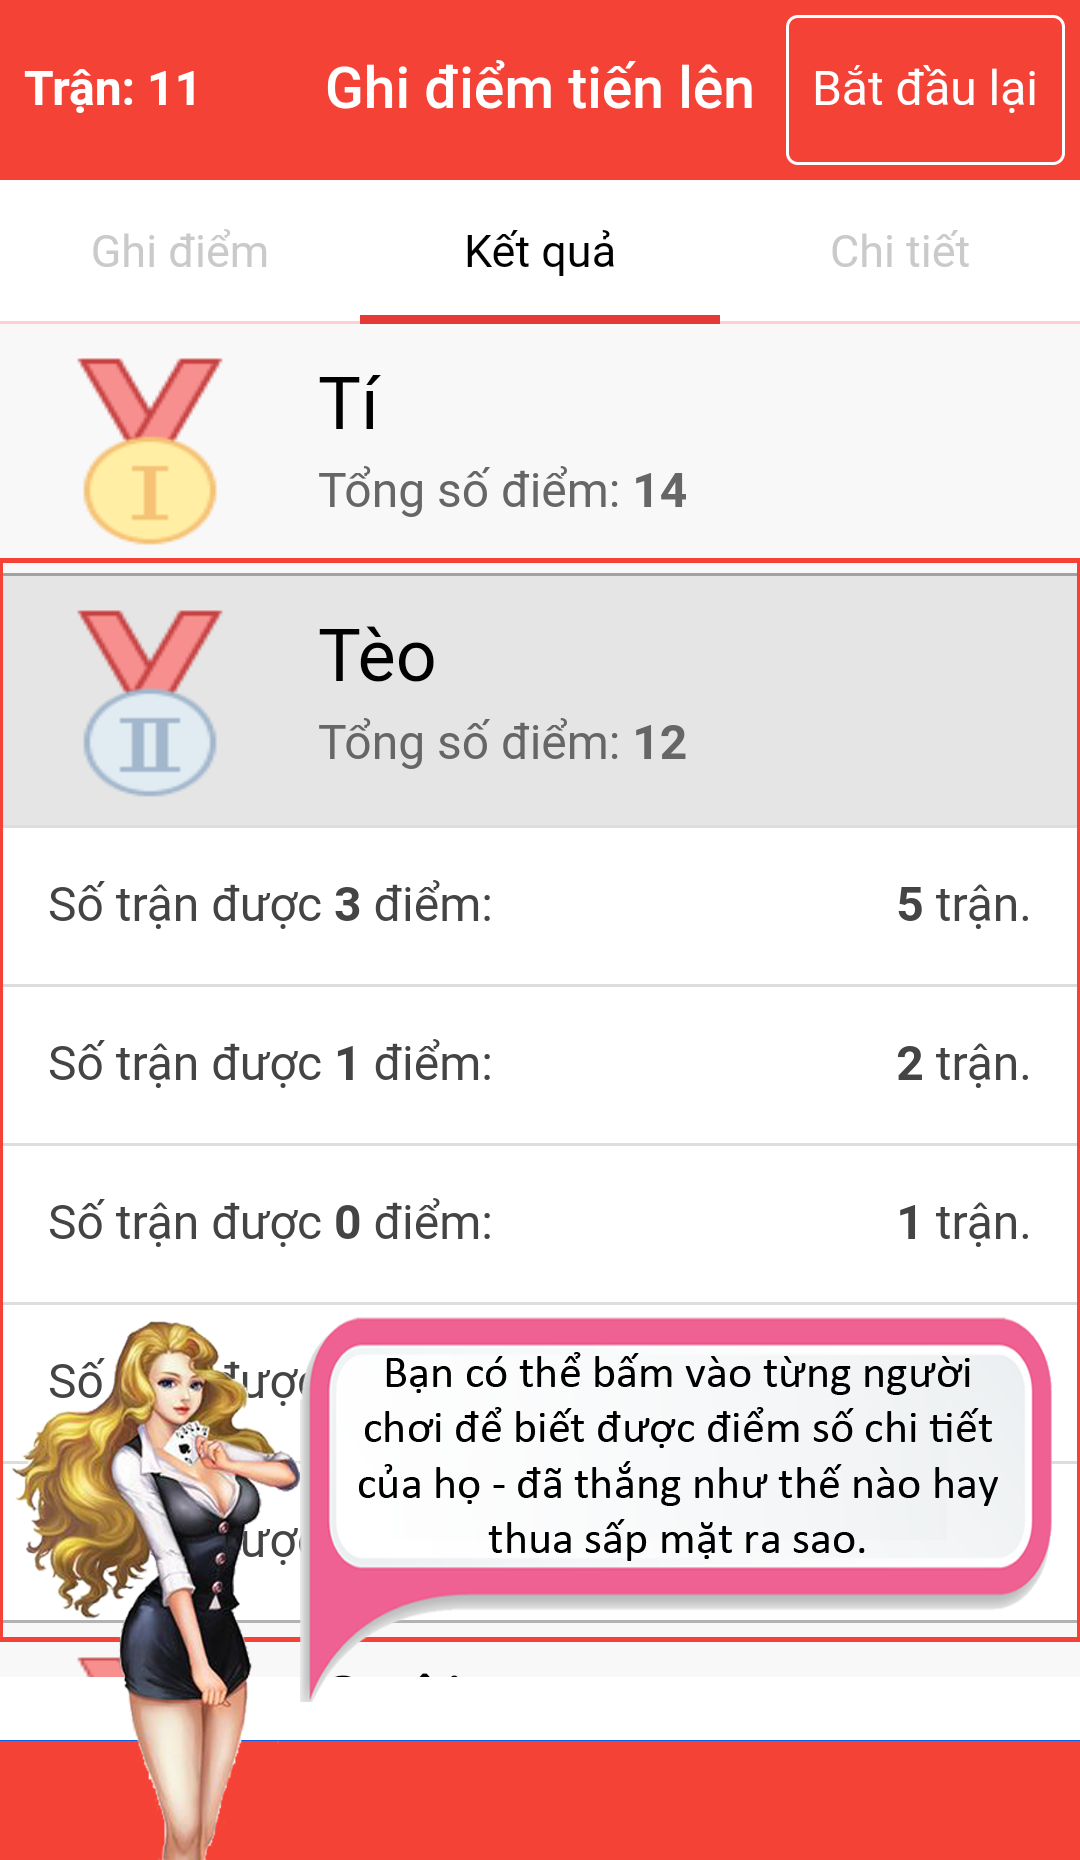 Trận: 11
Ghi điểm tiến lên
Bắt đầu lại
Ghi điểm
Kết quả
Chi tiết
I
Tí
Tổng số điểm: 14
II
Tèo
Tổng số điểm: 12
Số trận được 3 điểm: 5 trận.
Số trận được 1 điểm: 2 trận.
Số trận được 0 điểm: 1 trận.
Số
Bạn có thể bấm vào từng người
chơi để biết được điểm số chi tiết
của họ - đã thắng như thế nào hay
thua sấp mặt ra sao.